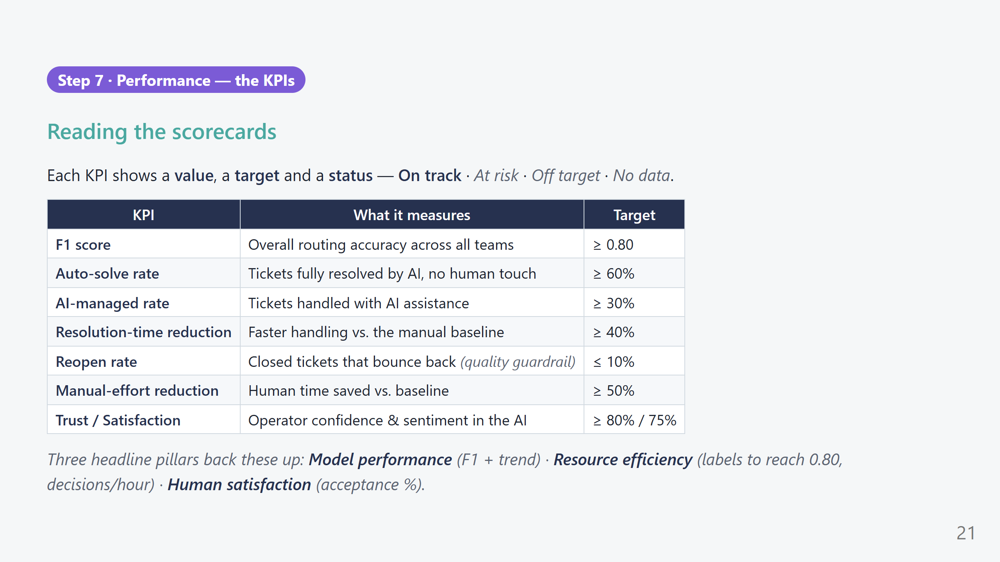 Step 7 · Performance — the KPIs
Reading the scorecards
Each KPI shows a value, a target and a status — On track · At risk · Off target · No data.
KPI What it measures Target
F1 score Overall routing accuracy across all teams ≥ 0.80
Auto-solve rate Tickets fully resolved by AI, no human touch ≥ 60%
AI-managed rate Tickets handled with AI assistance ≥ 30%
Resolution-time reduction Faster handling vs. the manual baseline ≥ 40%
Reopen rate Closed tickets that bounce back (quality guardrail) ≤ 10%
Manual-effort reduction Human time saved vs. baseline ≥ 50%
Trust / Satisfaction Operator confidence & sentiment in the AI ≥ 80% / 75%
Three headline pillars back these up: Model performance (F1 + trend) · Resource efficiency (labels to reach 0.80,
decisions/hour) · Human satisfaction (acceptance %).
21